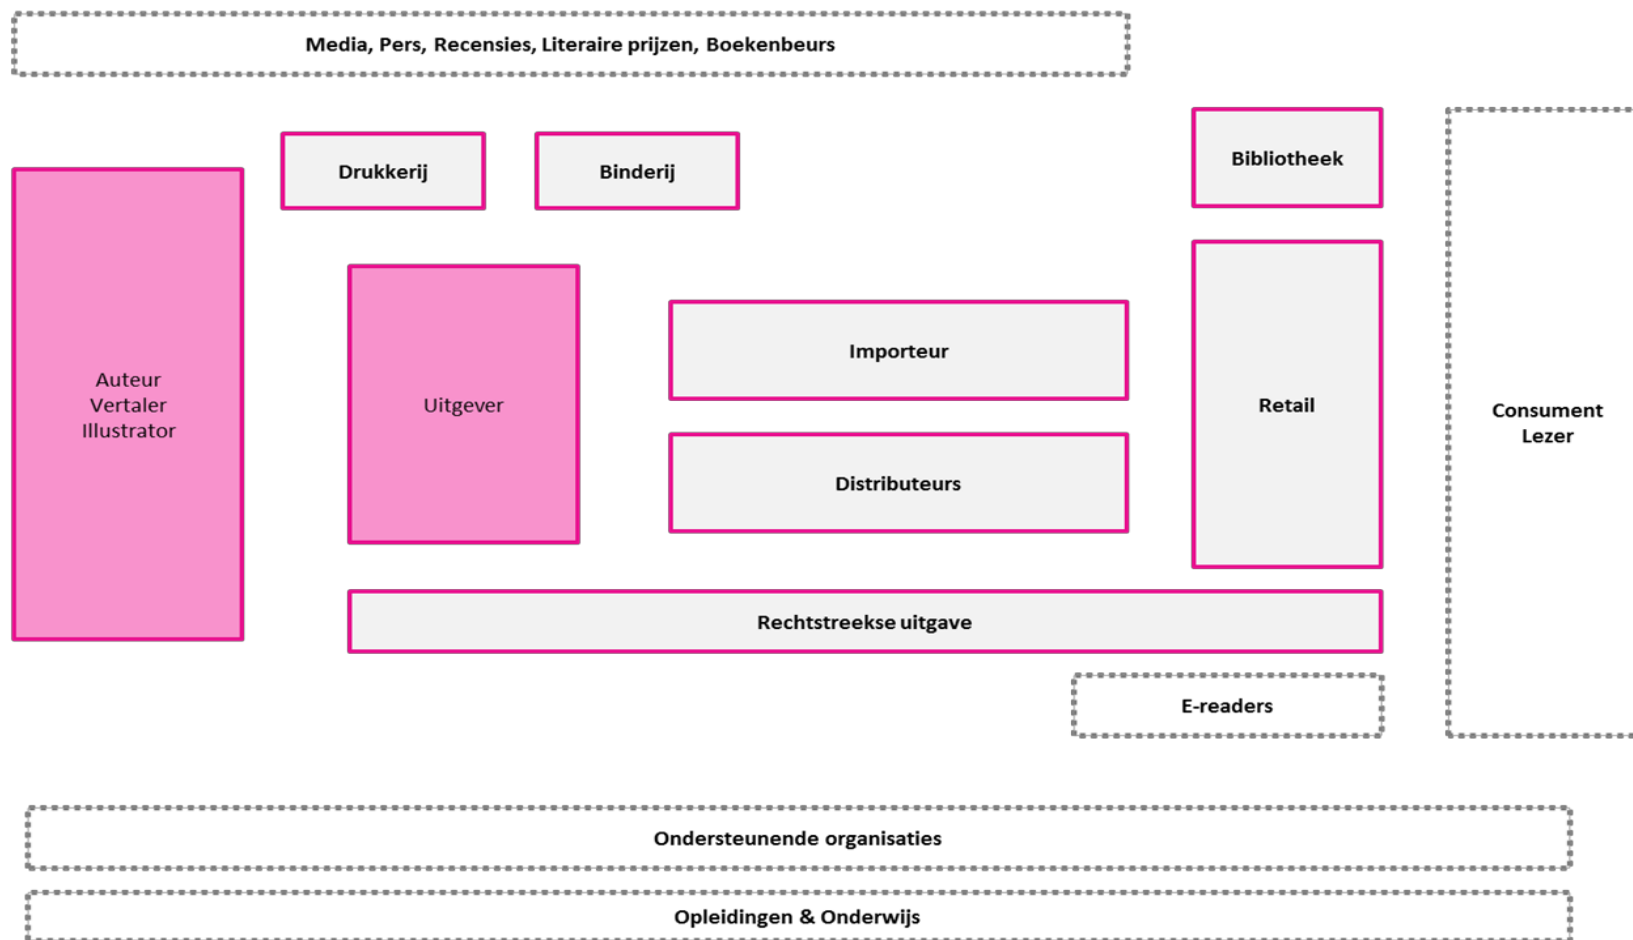 Media, Pers, Recensies, Literaire prijzen, Boekenbeurs
Drukkerij
Binderij
Bibliotheek
Auteur
Vertaler
Illustrator
Uitgever
Importeur
Distributeurs
Retail
Consument
Lezer
Rechtstreekse uitgave
E-readers
Ondersteunende organisaties
Opleidingen & Onderwijs